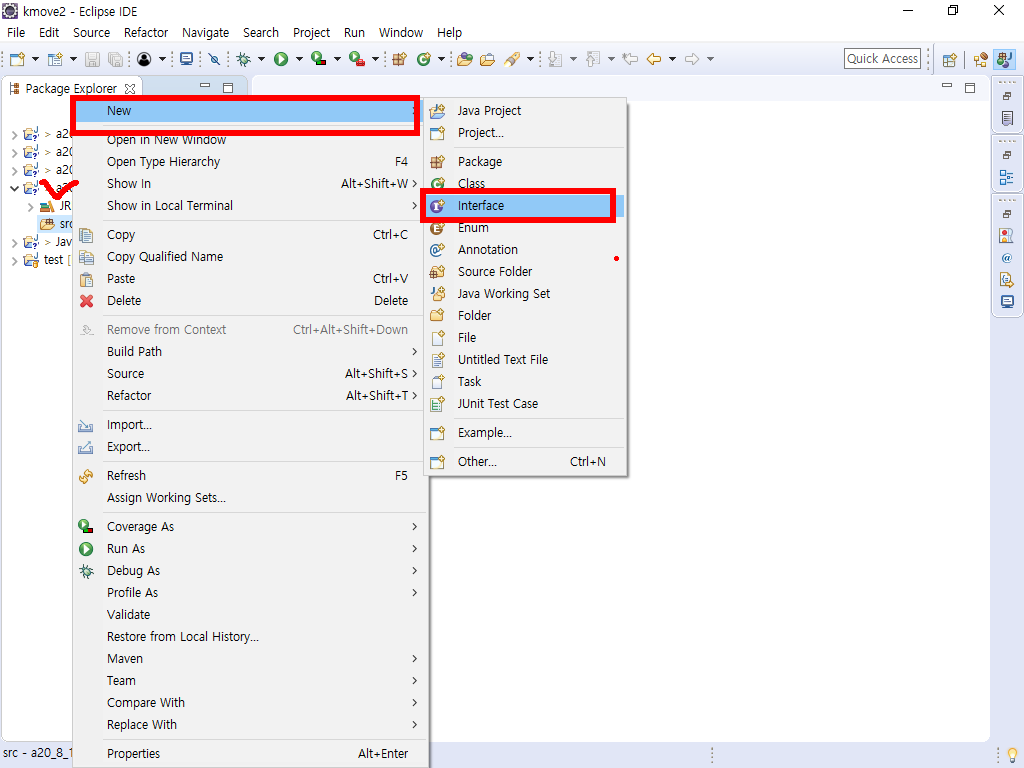 kmove2 - Eclipse IDE
File Edit Source Refactor Navigate Search Project Run Window Help
Quick Access
Package Explorer
New
Open in New Window
Open Type Hierarchy F4
Show In Alt+Shift+W
Show in Local Terminal
Copy Ctrl+C
Copy Qualified Name
Paste Ctrl+V
Delete Delete
Remove from Context Ctrl+Alt+Shift+Down
Build Path
Source Alt+Shift+S
Refactor Alt+Shift+T
Import...
Export...
Refresh F5
Assign Working Sets...
Coverage As
Run As
Debug As
Profile As
Validate
Restore from Local History...
Maven
Team
Compare With
Replace With
Properties Alt+Enter
Java Project
Project...
Package
Class
Interface
Enum
Annotation
Source Folder
Java Working Set
Folder
File
Untitled Text File
Task
JUnit Test Case
Example...
Other... Ctrl+N
> a20
> a20
> a20
> a20
JR
src
> Jav
test [
src - a20_8_1